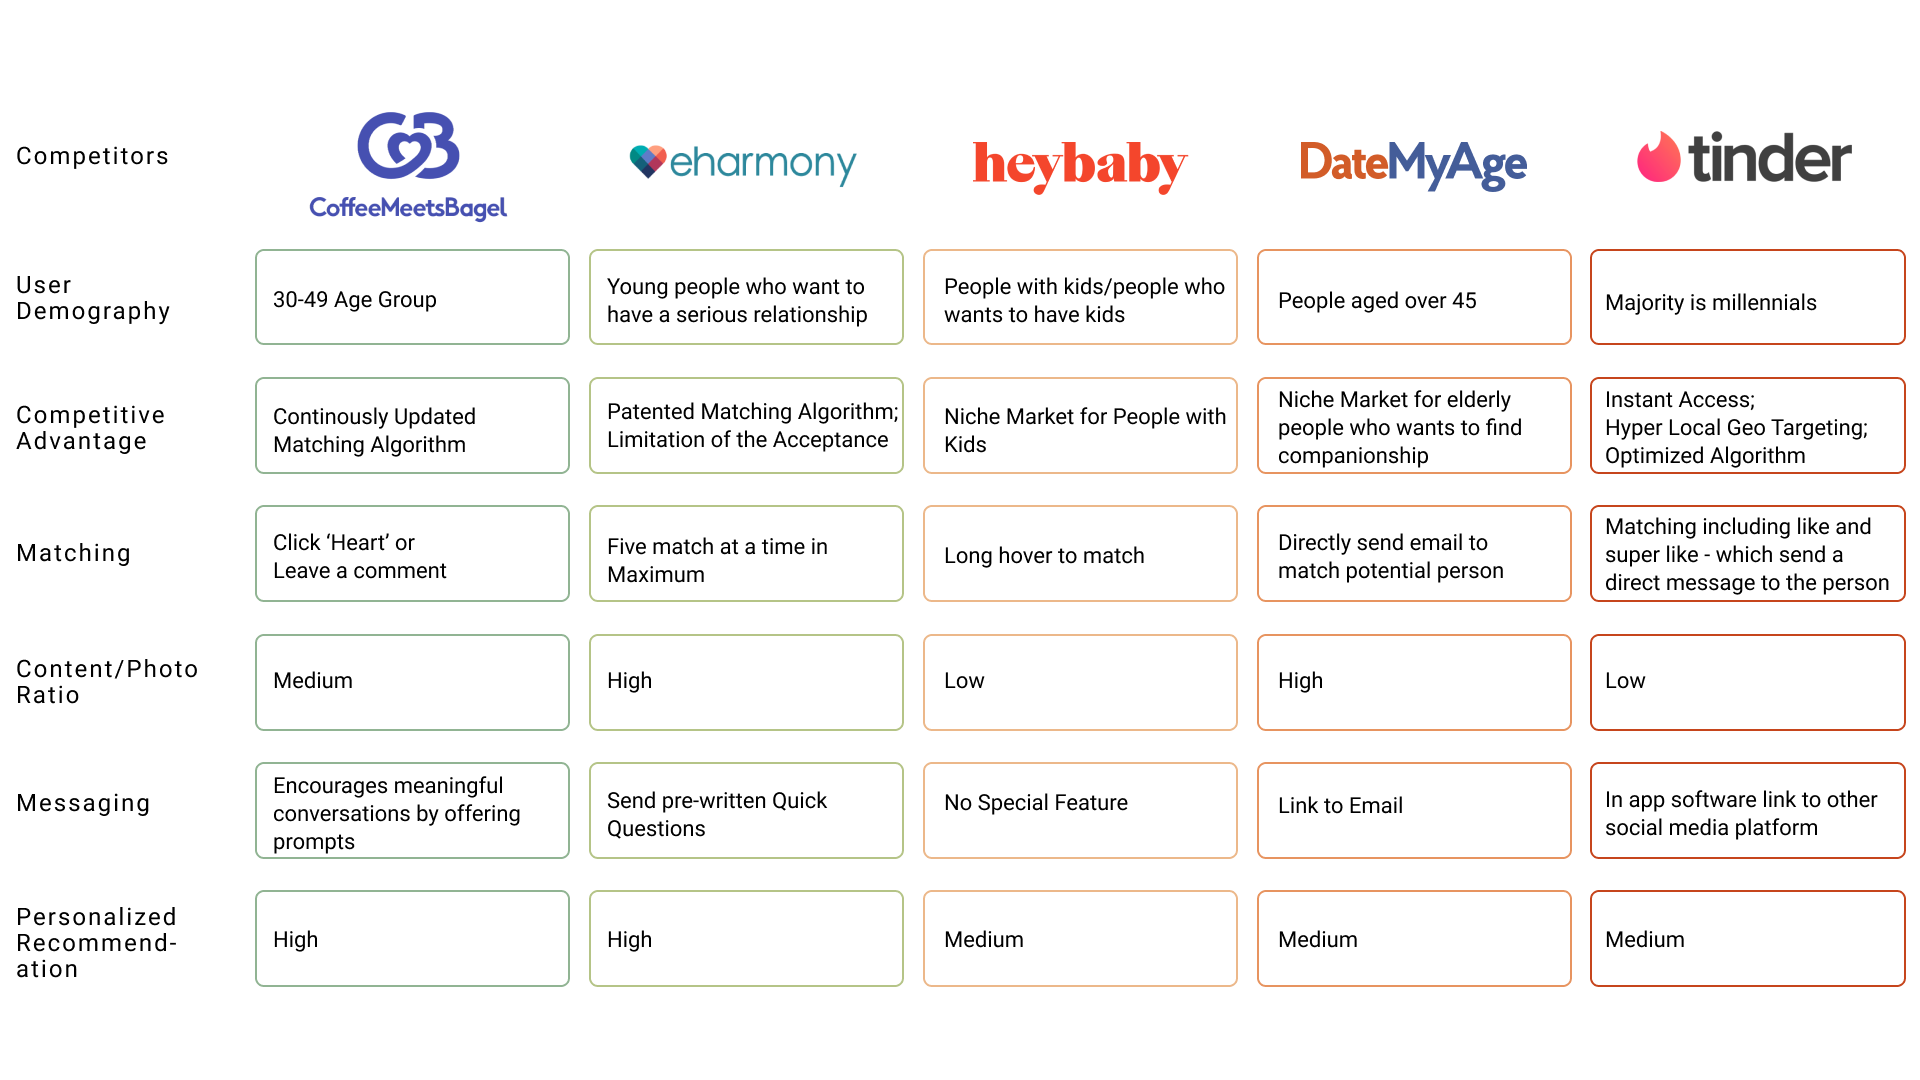 Competitors
CoffeeMeetsBagel
eharmony
heybaby
DateMyAge
tinder
User
Demography
30-49 Age Group
Young people who want to
have a serious relationship
People with kids/people who
wants to have kids
People aged over 45
Majority is millennials
Competitive
Advantage
Continously Updated
Matching Algorithm
Patented Matching Algorithm;
Limitation of the Acceptance
Niche Market for People with
Kids
Niche Market for elderly
people who wants to find
companionship
Instant Access;
Hyper Local Geo Targeting;
Optimized Algorithm
Matching
Click ‘Heart’ or
Leave a comment
Five match at a time in
Maximum
Long hover to match
Directly send email to
match potential person
Matching including like and
super like - which send a
direct message to the person
Content/Photo
Ratio
Medium
High
Low
High
Low
Messaging
Encourages meaningful
conversations by offering
prompts
Send pre-written Quick
Questions
No Special Feature
Link to Email
In app software link to other
social media platform
Personalized
Recommend-
ation
High
High
Medium
Medium
Medium